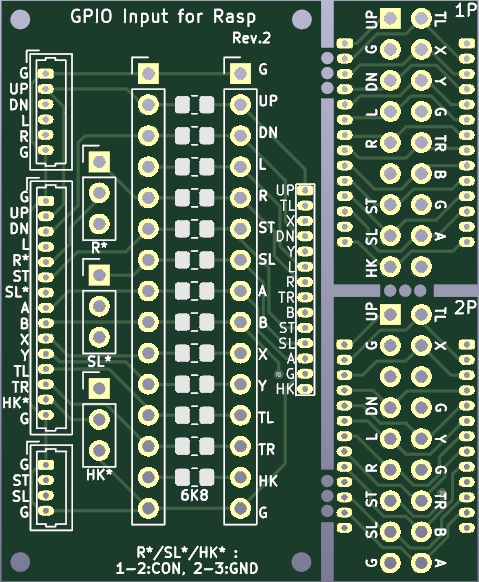 GPIO Input for Rasp
Rev.2
G
UP
DN
L
R
G
G
UP
DN
L
R*
ST
SL*
A
B
X
Y
TL
TR
HK*
G
G
ST
SL
G
R*
SL*
HK*
G
UP
DN
L
R
ST
SL
A
B
X
Y
TL
TR
HK
G
6K8
UP
TL
X
DN
Y
L
R
TR
B
ST
SL
A
G
HK
R*/SL*/HK* :
1-2:CON, 2-3:GND
1P
UP TL
G X
DN Y
L G
R TR
B
ST G
SL A
HK
2P
UP TL
G X
DN G
L Y
R G
ST TR
SL B
G A